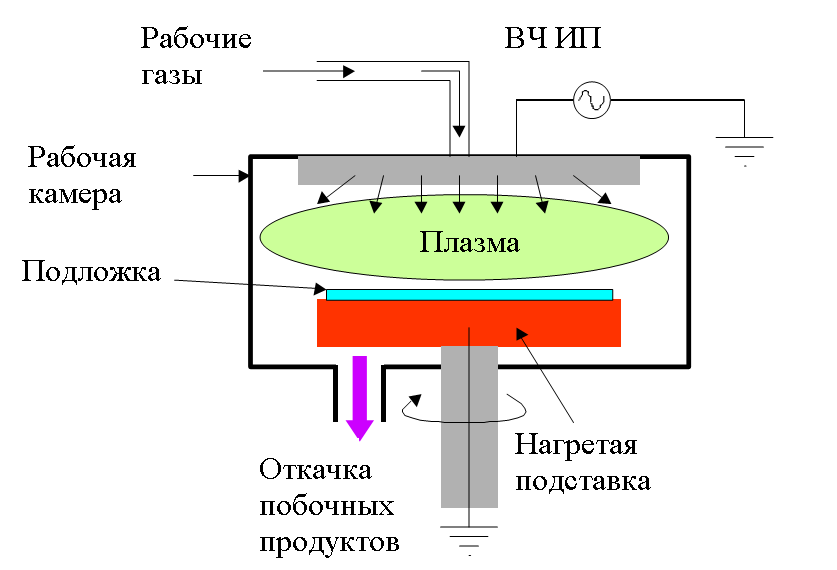 Рабочие
газы
ВЧ ИП
Рабочая
камера
Плазма
Подложка
Нагретая
подставка
Откачка
побочных
продуктов